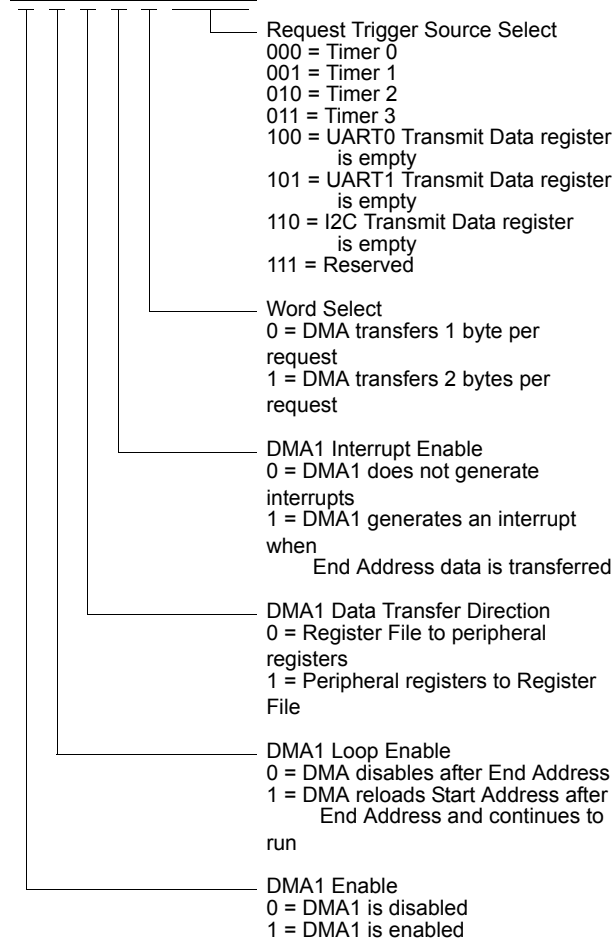 Request Trigger Source Select
000 = Timer 0
001 = Timer 1
010 = Timer 2
011 = Timer 3
100 = UART0 Transmit Data register
is empty
101 = UART1 Transmit Data register
is empty
110 = I2C Transmit Data register
is empty
111 = Reserved
Word Select
0 = DMA transfers 1 byte per
request
1 = DMA transfers 2 bytes per
request
DMA1 Interrupt Enable
0 = DMA1 does not generate
interrupts
1 = DMA1 generates an interrupt
when
End Address data is transferred
DMA1 Data Transfer Direction
0 = Register File to peripheral
registers
1 = Peripheral registers to Register
File
DMA1 Loop Enable
0 = DMA disables after End Address
1 = DMA reloads Start Address after
End Address and continues to
run
DMA1 Enable
0 = DMA1 is disabled
1 = DMA1 is enabled